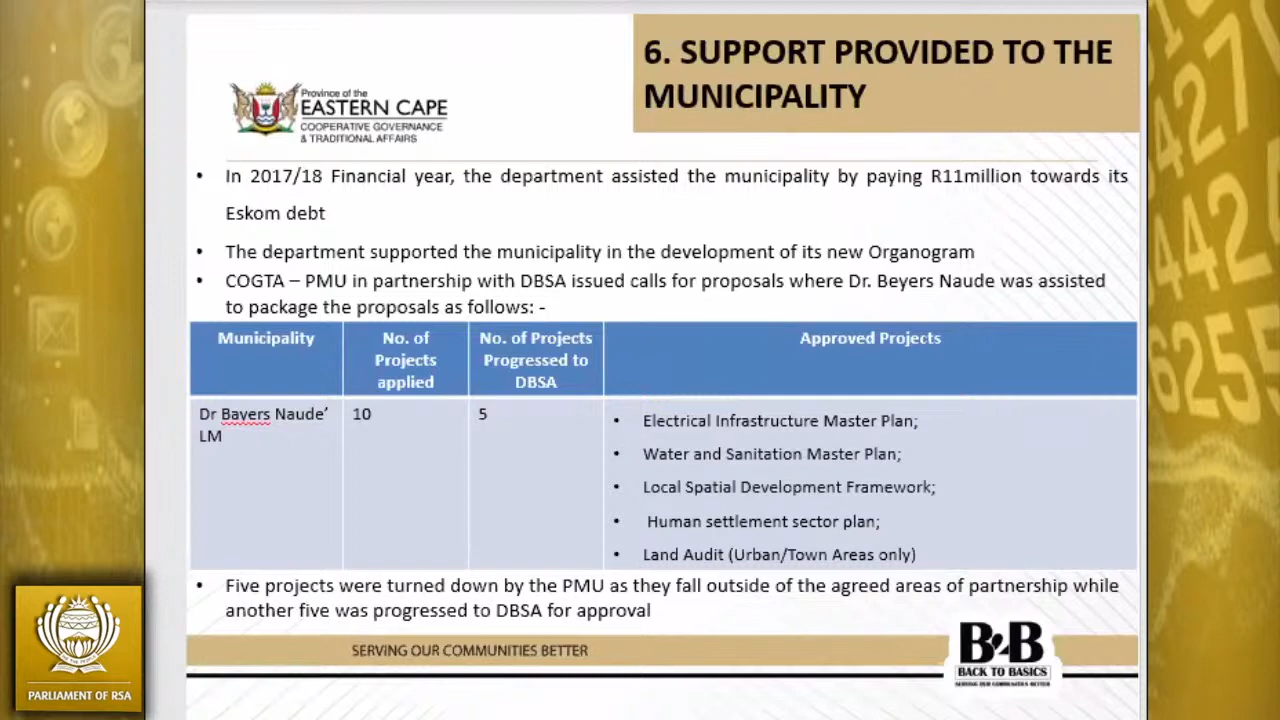 6. SUPPORT PROVIDED TO THE
MUNICIPALITY
Province of the
EASTERN CAPE
COOPERATIVE GOVERNANCE
& TRADITIONAL AFFAIRS
• In 2017/18 Financial year, the department assisted the municipality by paying R11million towards its
Eskom debt
• The department supported the municipality in the development of its new Organogram
• COGTA – PMU in partnership with DBSA issued calls for proposals where Dr. Beyers Naude was assisted
to package the proposals as follows: -
Municipality
No. of
Projects
applied
No. of Projects
Progressed to
DBSA
Approved Projects
Dr Bayers Naude’
LM
10
5
• Electrical Infrastructure Master Plan;
• Water and Sanitation Master Plan;
• Local Spatial Development Framework;
• Human settlement sector plan;
• Land Audit (Urban/Town Areas only)
• Five projects were turned down by the PMU as they fall outside of the agreed areas of partnership while
another five was progressed to DBSA for approval
SERVING OUR COMMUNITIES BETTER
B2B
BACK TO BASICS
SERVING OUR COMMUNITIES BETTER
PARLIAMENT OF RSA